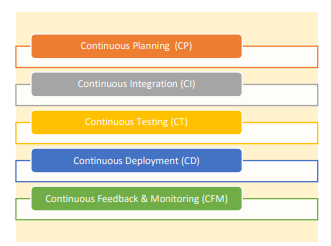 Continuous Planning  (CP)
Continuous Integration (CI)
Continuous Testing (CT)
Continuous Deployment (CD)
Continuous Feedback & Monitoring (CFM)